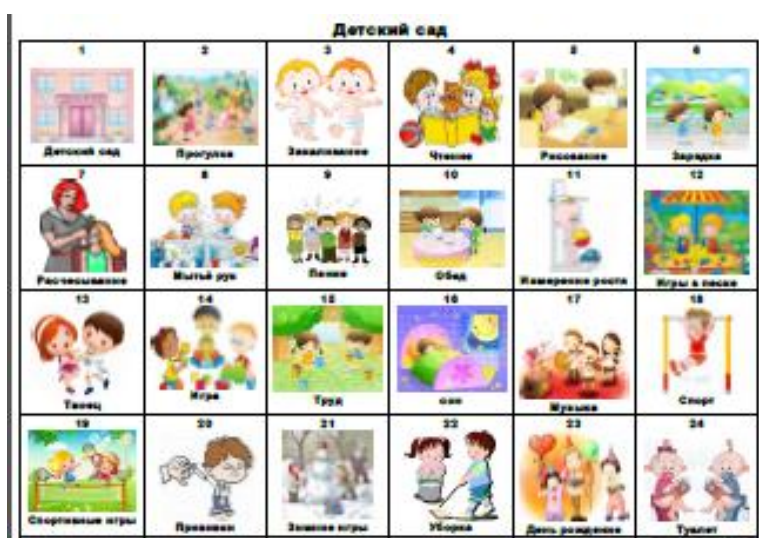 Детский сад
1
2
3
4
5
6
Детский сад
Прогулка
Закаливание
Чтение
Рисование
Зарядка
7
8
9
10
11
12
Расчесывание
Мытьё рук
Пение
Обед
Измерение роста
Игры в песке
13
14
15
16
17
18
Танец
Игра
Труд
сон
Музыка
Спорт
19
20
21
22
23
24
Спортивные игры
Прививки
Зимние игры
Уборка
День рождение
Туалет